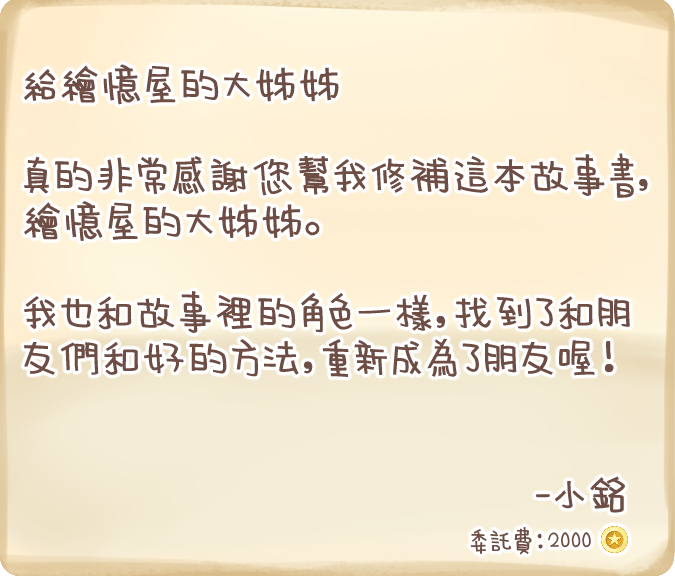 給繪憶屋的大姊姊
真的非常感謝您幫我修補這本故事書，
繪憶屋的大姊姊。
我也和故事裡的角色一樣，找到了和朋
友們和好的方法，重新成為了朋友喔！
-小銘
委託費：2000